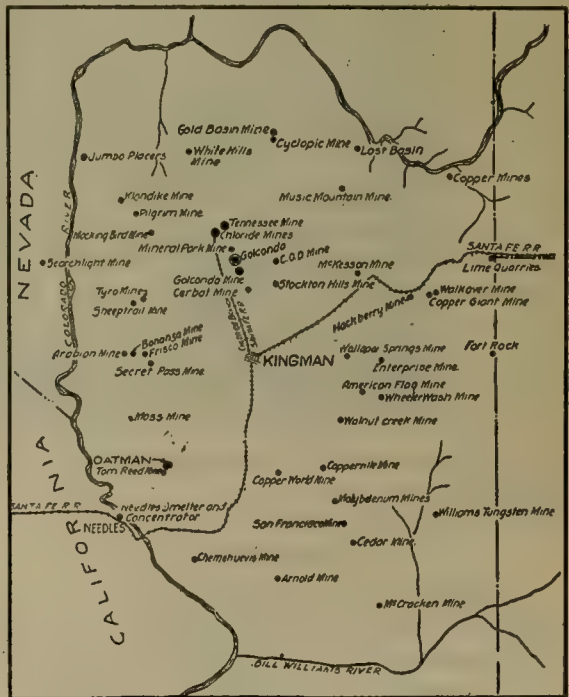 Gold Basin Mine
Cyclopic Mine
Jumbo Placers
White Hills
Mine
Lost Basin
Copper Mines
NEVADA
COLORADO
RIVER
Klondike Mine
Pilgrim Mine
Music Mountain Mine
Tennessee Mine
Chloride Mines
Mocking Bird Mine
Mineral Park Mine
Golconda
Searchlight Mine
C.O.D Mine
McKesson Mine
SANTA FE R R
Lime Quarries
Golconda Mine
Cerbat Mine
Stockton Hills Mine
Tyro Mines
Sheeptrail Mine
Hackberry Mine
Walkover Mine
Copper Giant Mine
Arabian Mine
Bonanza Mine
Frisco Mine
Secret Pass Mine
KINGMAN
Wallapai Springs Mine
Enterprise Mine
Fort Rock
American Flag Mine
Wheeler Wash Mine
Moss Mine
Walnut Creek Mine
OATMAN
Tom Reed Mine
Copper World Mine
Copperville Mine
CALIFORNIA
SANTA FE R R
Needles Smelter and
Concentrator
NEEDLES
Molybdenum Mines
San Francisco Mine
Williams Tungsten Mine
Cedar Mine
Chemehuevis Mine
Arnold Mine
McCracken Mine
BILL WILLIAMS RIVER